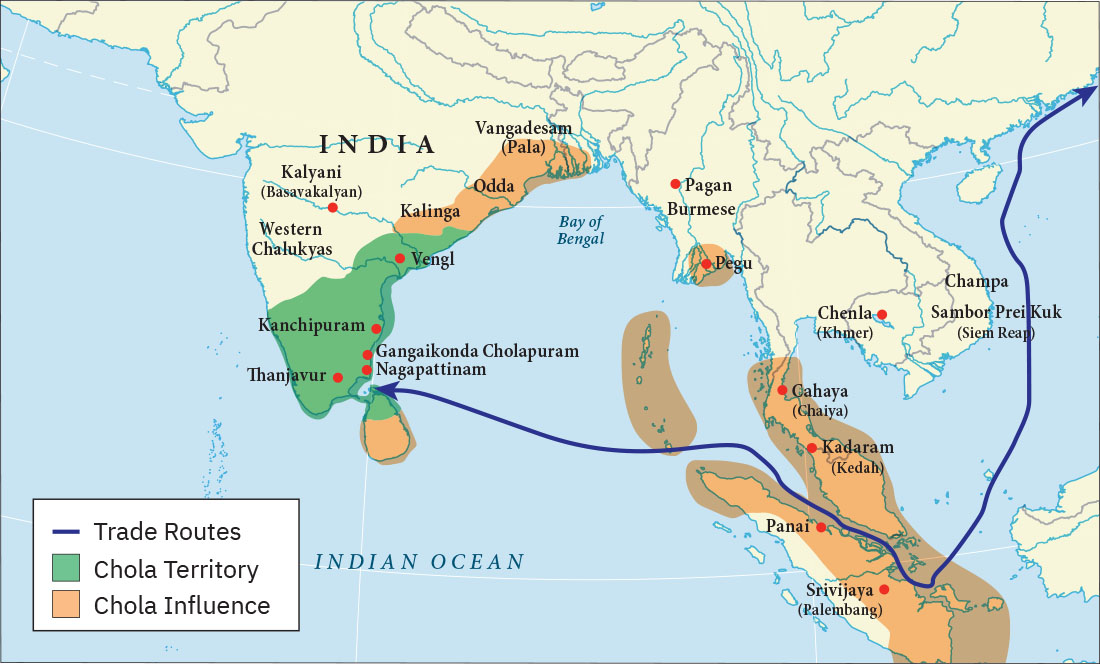 Vangadesam
(Pala)
INDIA
Kalyani
(Basavakalyan)
Odda
Kalinga
Western
Chalukyas
Vengl
Bay of
Bengal
Pagan
Burmese
Pegu
Champa
Sambor Prei Kuk
(Siem Reap)
Chenla
(Khmer)
Kanchipuram
Gangaikonda Cholapuram
Nagapattinam
Thanjavur
Cahaya
(Chaiya)
Kadaram
(Kedah)
Panai
Srivijaya
(Palembang)
INDIAN OCEAN
Trade Routes
Chola Territory
Chola Influence